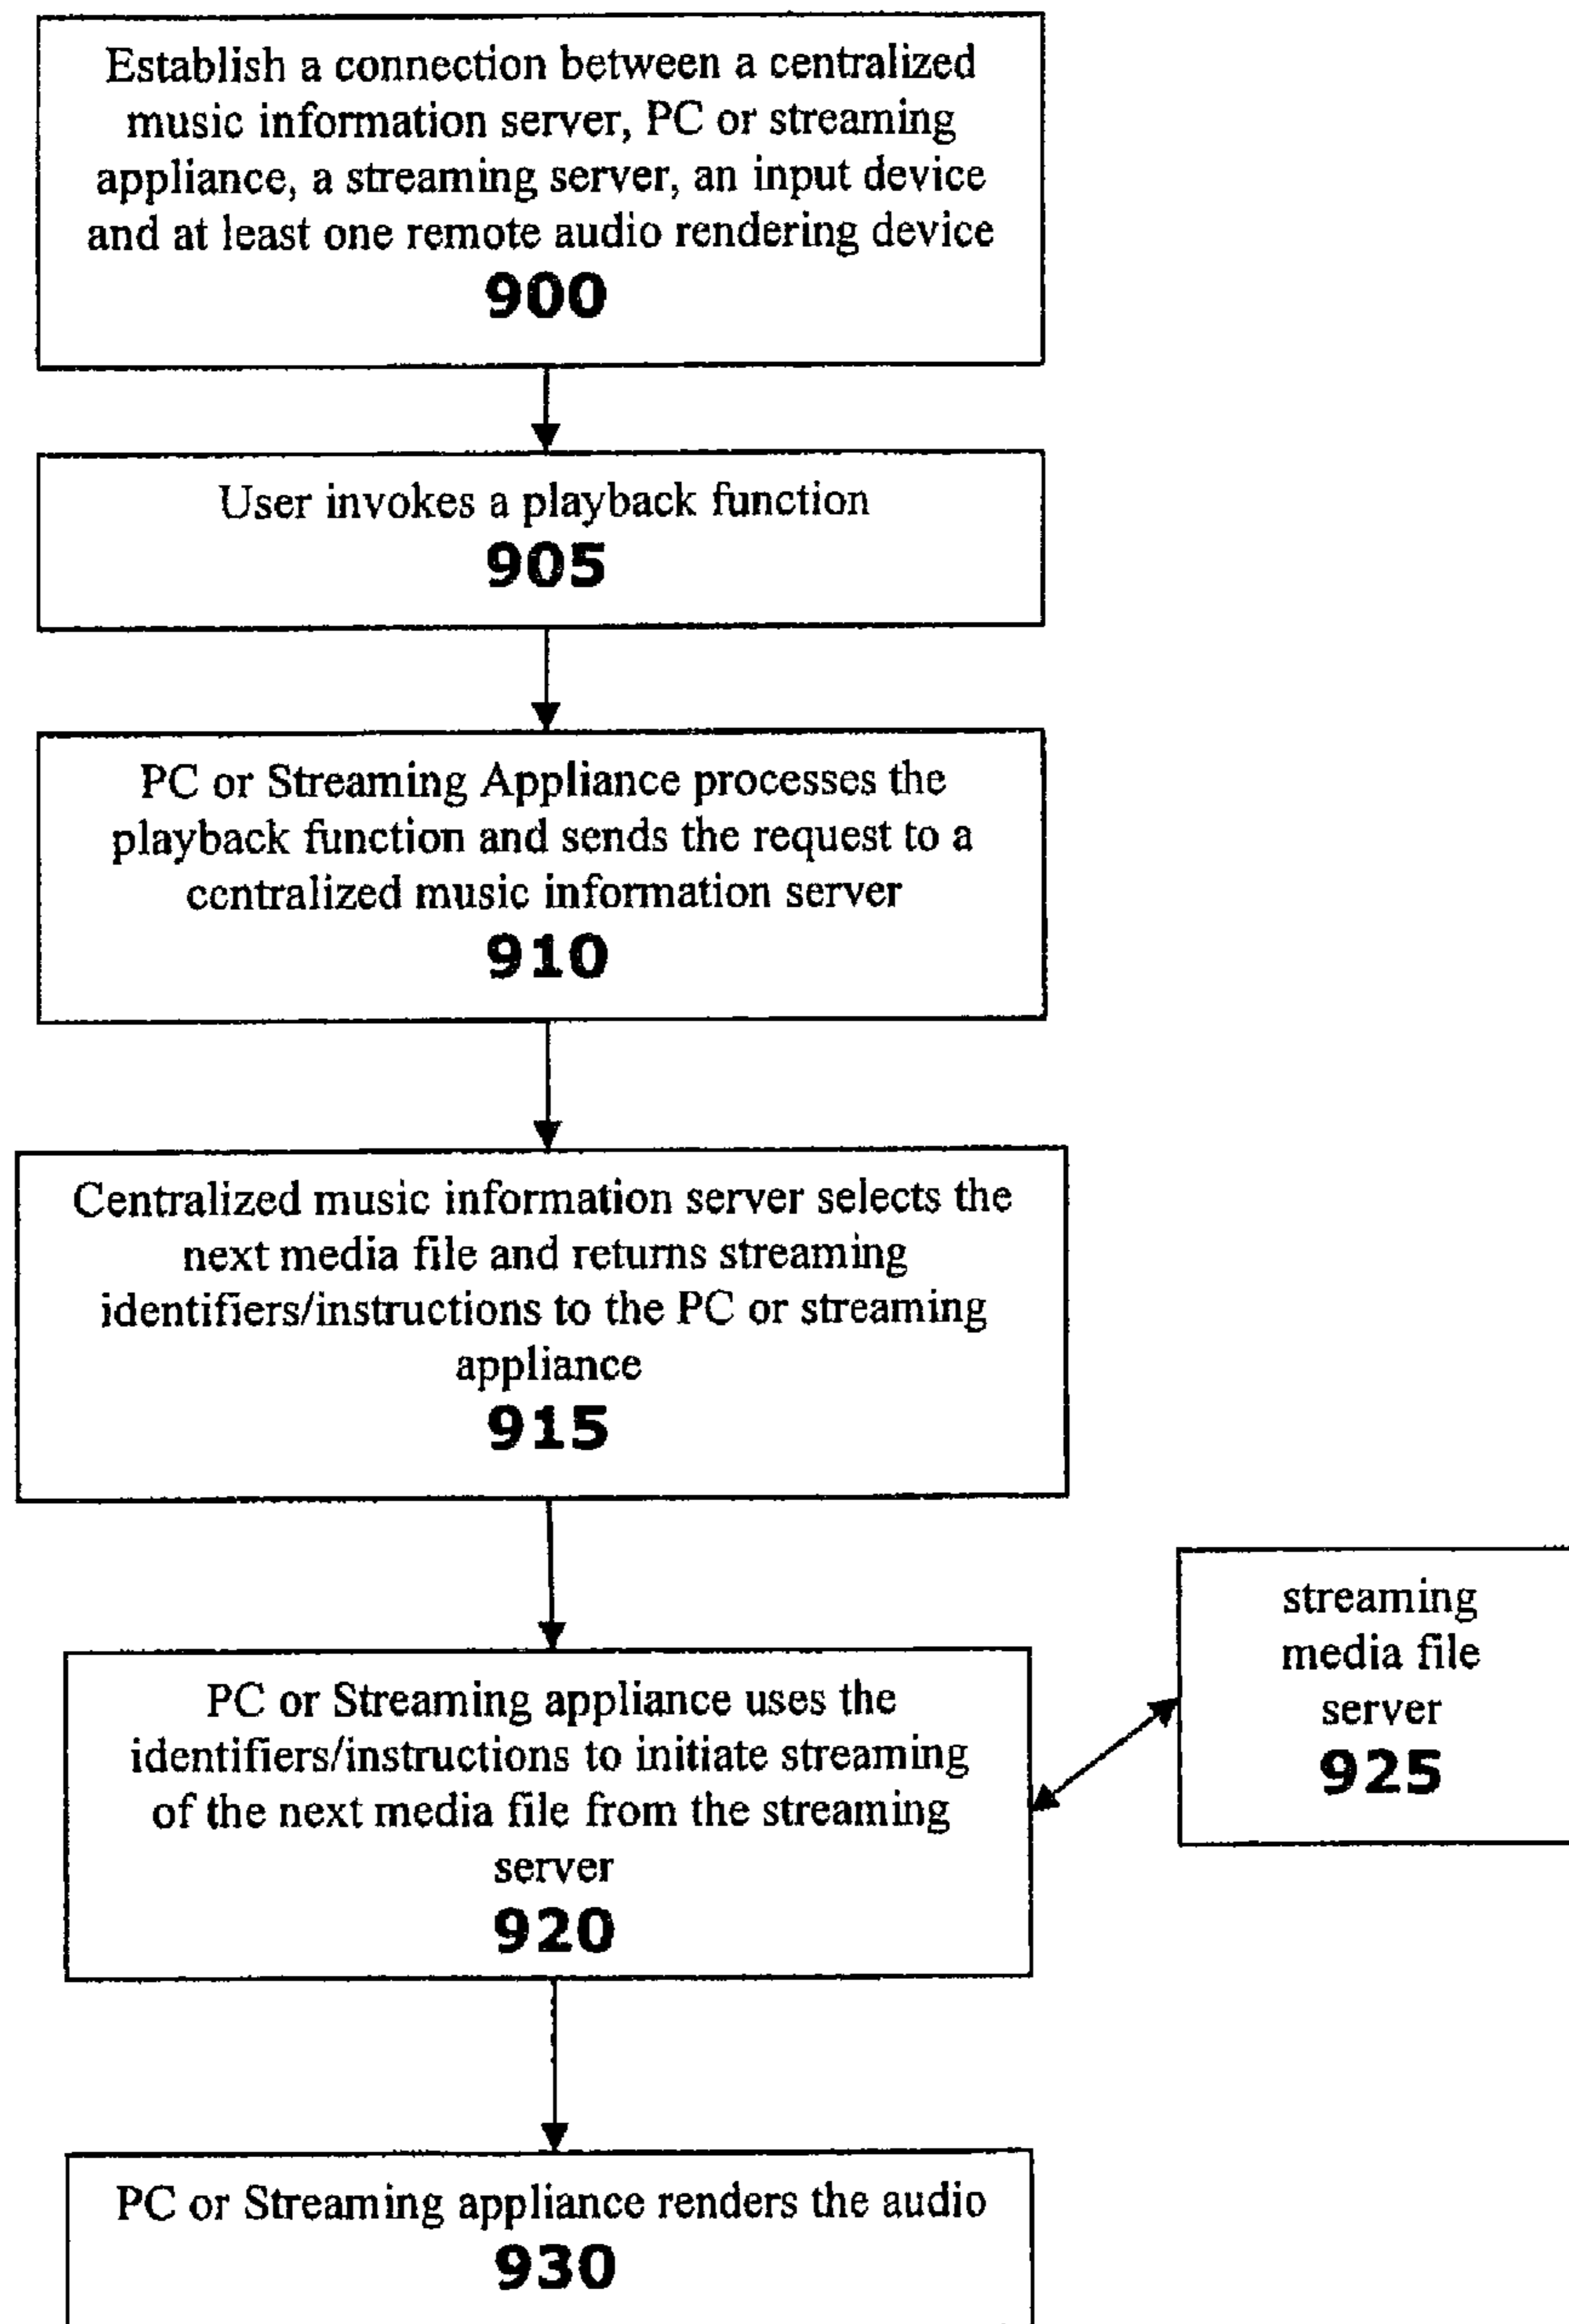 Establish a connection between a centralized
music information server, PC or streaming
appliance, a streaming server, an input device
and at least one remote audio rendering device
900
User invokes a playback function
905
PC or Streaming Appliance processes the
playback function and sends the request to a
centralized music information server
910
Centralized music information server selects the
next media file and returns streaming
identifiers/instructions to the PC or streaming
appliance
915
PC or Streaming appliance uses the
identifiers/instructions to initiate streaming
of the next media file from the streaming
server
920
streaming
media file
server
925
PC or Streaming appliance renders the audio
930